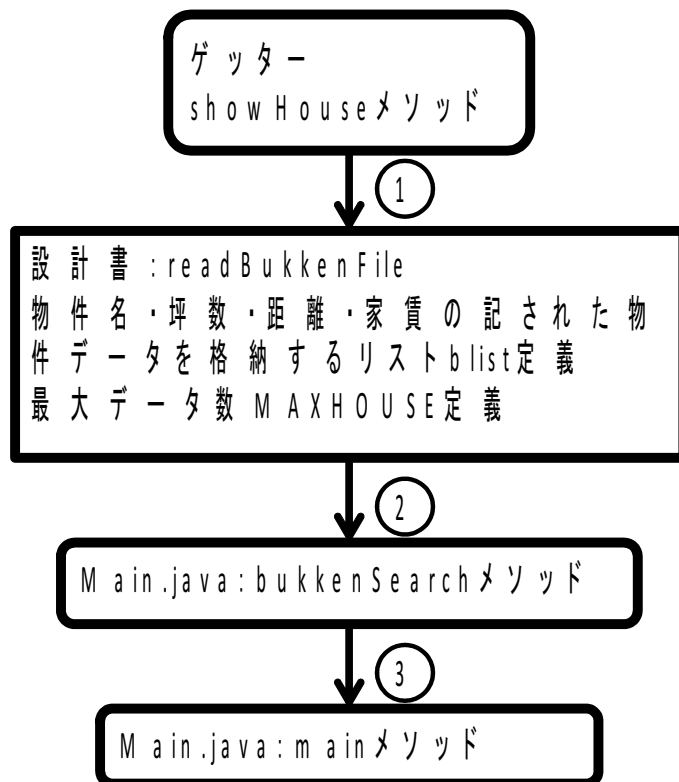 ゲッター
showHouseメソッド
1
設計書:readBukkenFile
物件名・坪数・距離・家賃の記された物
件データを格納するリストblist定義
最大データ数MAXHOUSE定義
2
Main.java:bukkenSearchメソッド
3
Main.java:mainメソッド